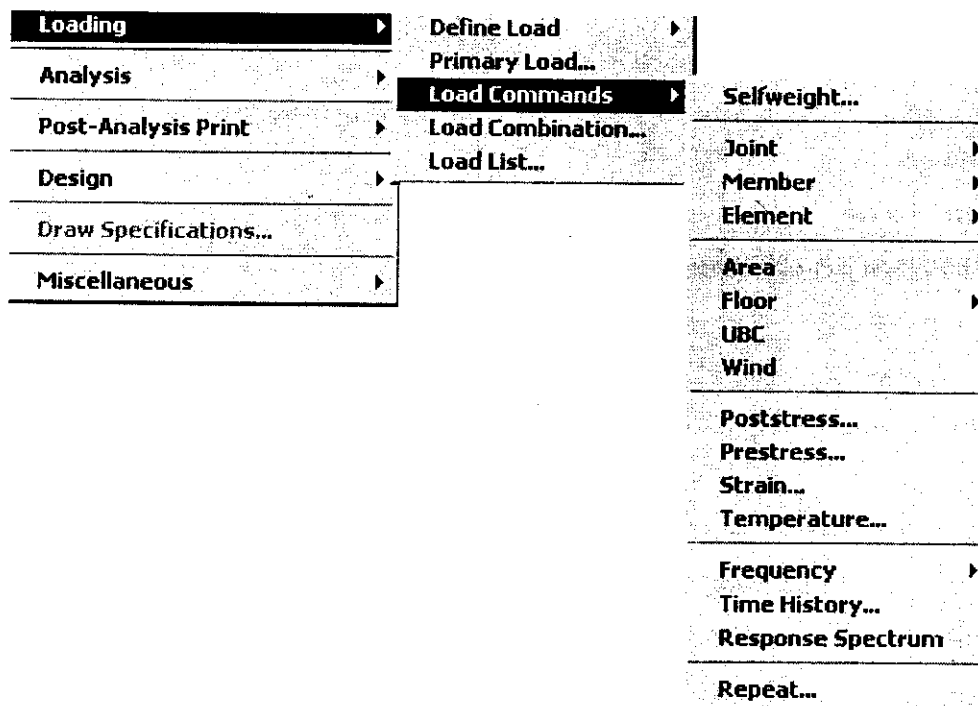 Loading
Analysis
Post-Analysis Print
Design
Draw Specifications...
Miscellaneous
Define Load
Primary Load...
Load Commands
Load Combination...
Load List...
Selfweight...
Joint
Member
Element
Area
Floor
UBC
Wind
Poststress...
Prestress...
Strain...
Temperature...
Frequency
Time History...
Response Spectrum
Repeat...